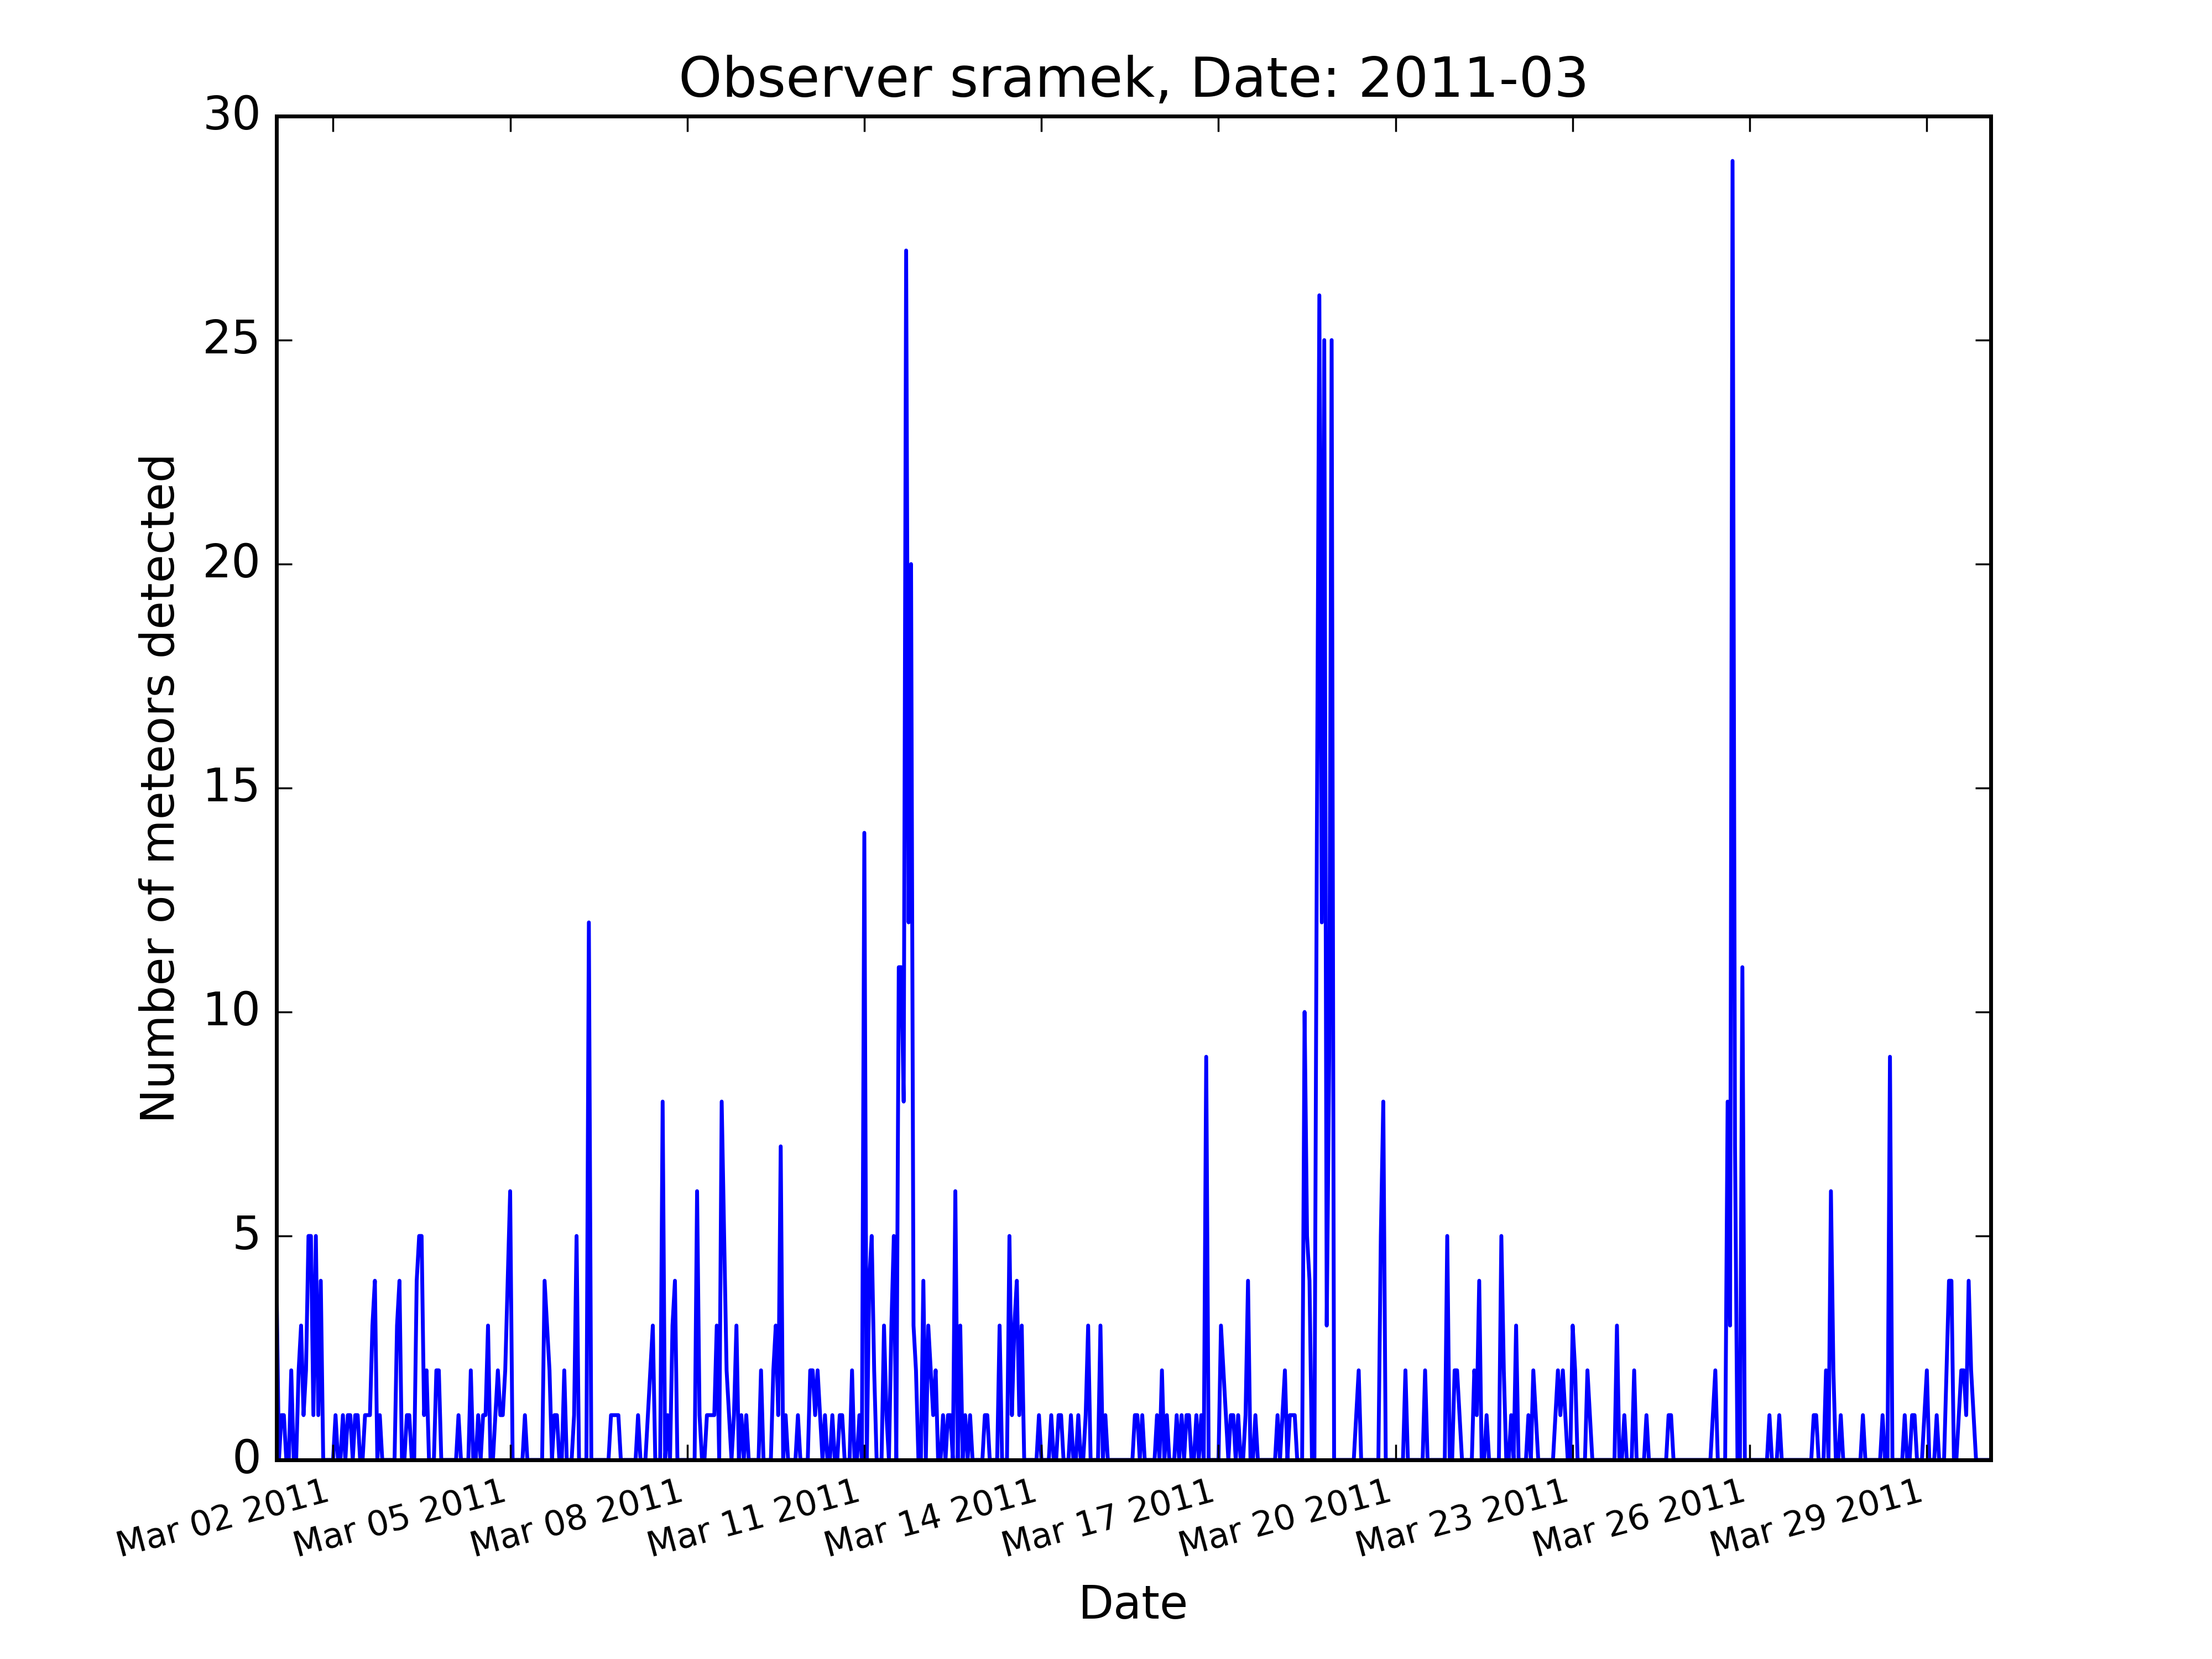 Observer sramek, Date: 2011-03
30
25
20
15
10
5
0
Number of meteors detected
Mar 02 2011
Mar 05 2011
Mar 08 2011
Mar 11 2011
Mar 14 2011
Mar 17 2011
Mar 20 2011
Mar 23 2011
Mar 26 2011
Mar 29 2011
Date